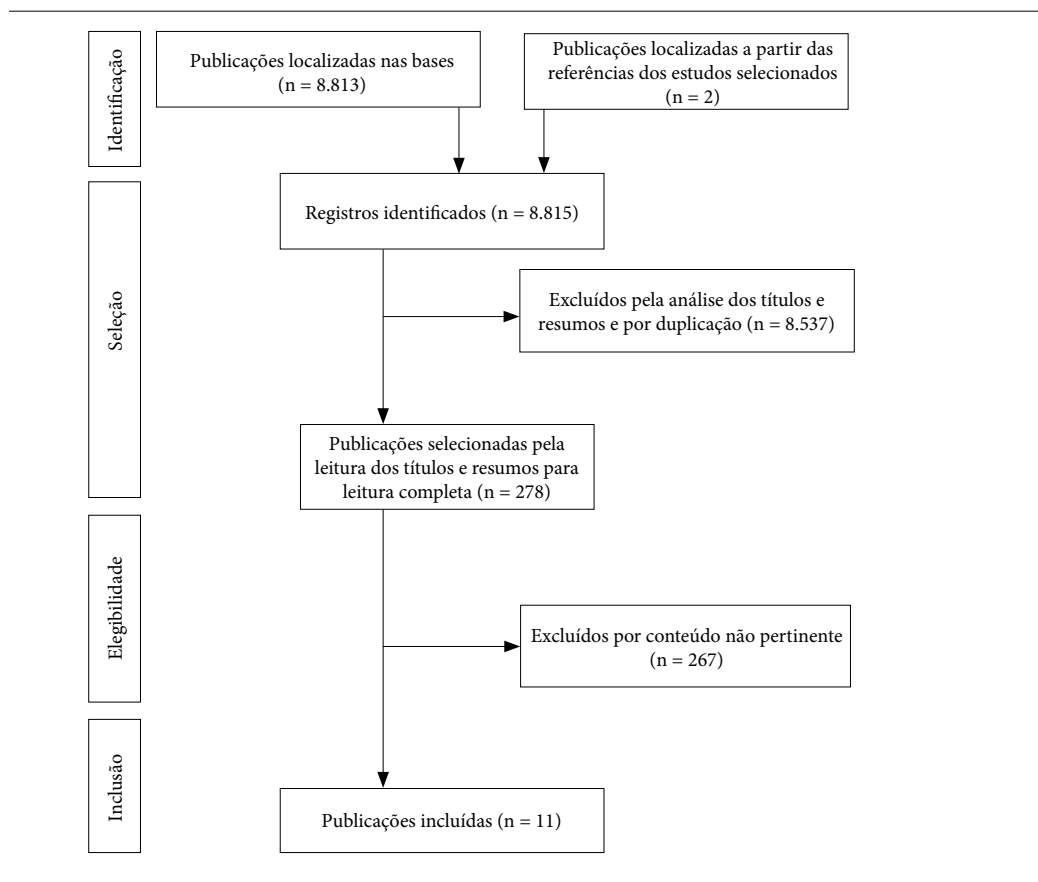 Identificação
Publicações localizadas nas bases
(n = 8.813)
Publicações localizadas a partir das
referências dos estudos selecionados
(n = 2)
Seleção
Registros identificados (n = 8.815)
Excluídos pela análise dos títulos e
resumos e por duplicação (n = 8.537)
Publicações selecionadas pela
leitura dos títulos e resumos para
leitura completa (n = 278)
Elegibilidade
Excluídos por conteúdo não pertinente
(n = 267)
Inclusão
Publicações incluídas (n = 11)